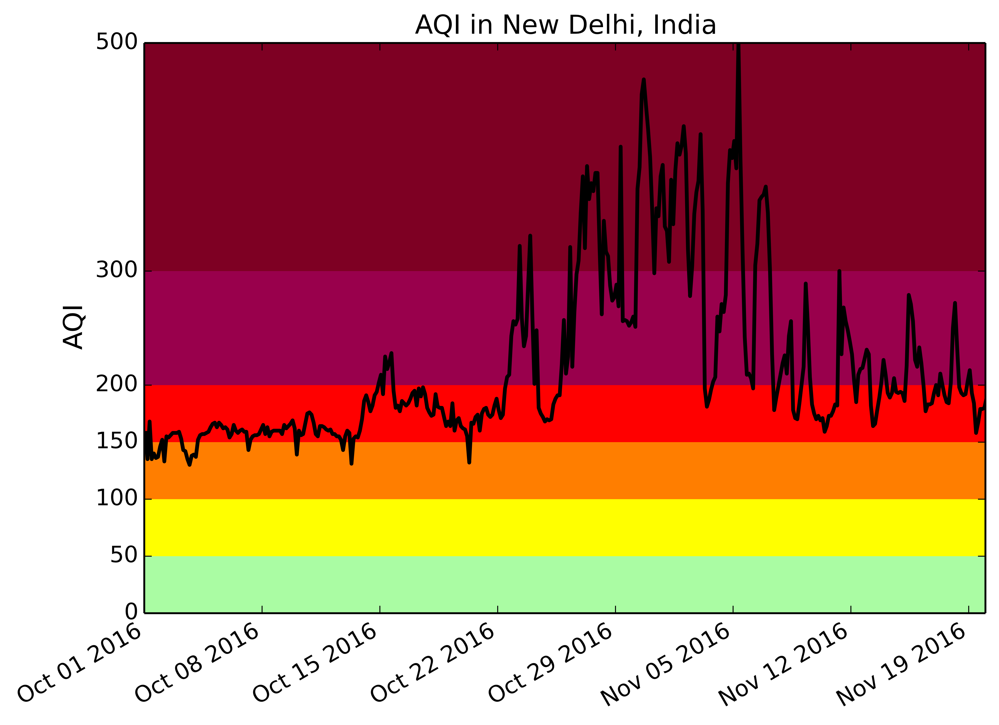 AQI in New Delhi, India
500
300
200
150
100
50
0
AQI
Oct 01 2016
Oct 08 2016
Oct 15 2016
Oct 22 2016
Oct 29 2016
Nov 05 2016
Nov 12 2016
Nov 19 2016